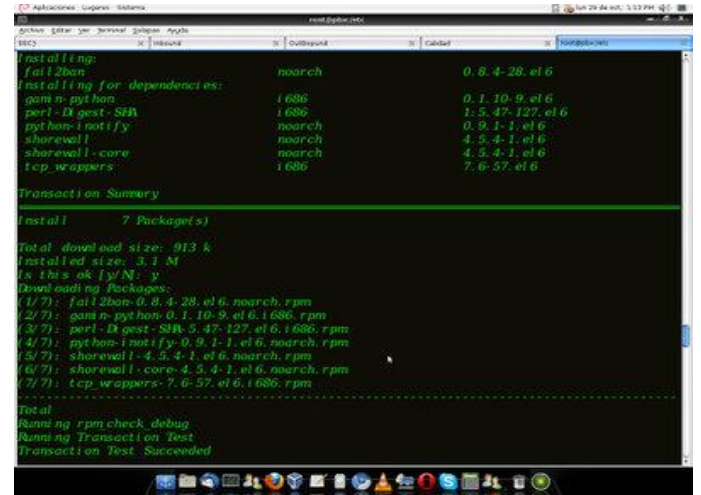 Aplicaciones Lugares Sistema
lun 29 de oct, 1:13 PM
root@pbx:/etc
Archivo Editar Ver Terminal Solapas Ayuda
Inbound Outbound Calidad root@pbx:/etc
Installing:
fail2ban noarch 0.8.4-28.el6
Installing for dependencies:
gamin-python i686 0.1.10-9.el6
perl-Digest-SHA i686 1:5.47-127.el6
python-inotify noarch 0.9.1-1.el6
shorewall noarch 4.5.4-1.el6
shorewall-core noarch 4.5.4-1.el6
tcp_wrappers i686 7.6-57.el6
Transaction Summary
Install 7 Package(s)
Total download size: 913 k
Installed size: 3.1 M
Is this ok [y/N]: y
Downloading Packages:
(1/7): fail2ban-0.8.4-28.el6.noarch.rpm
(2/7): gamin-python-0.1.10-9.el6.i686.rpm
(3/7): perl-Digest-SHA-5.47-127.el6.i686.rpm
(4/7): python-inotify-0.9.1-1.el6.noarch.rpm
(5/7): shorewall-4.5.4-1.el6.noarch.rpm
(6/7): shorewall-core-4.5.4-1.el6.noarch.rpm
(7/7): tcp_wrappers-7.6-57.el6.i686.rpm
Total
Running rpm_check_debug
Running Transaction Test
Transaction Test Succeeded